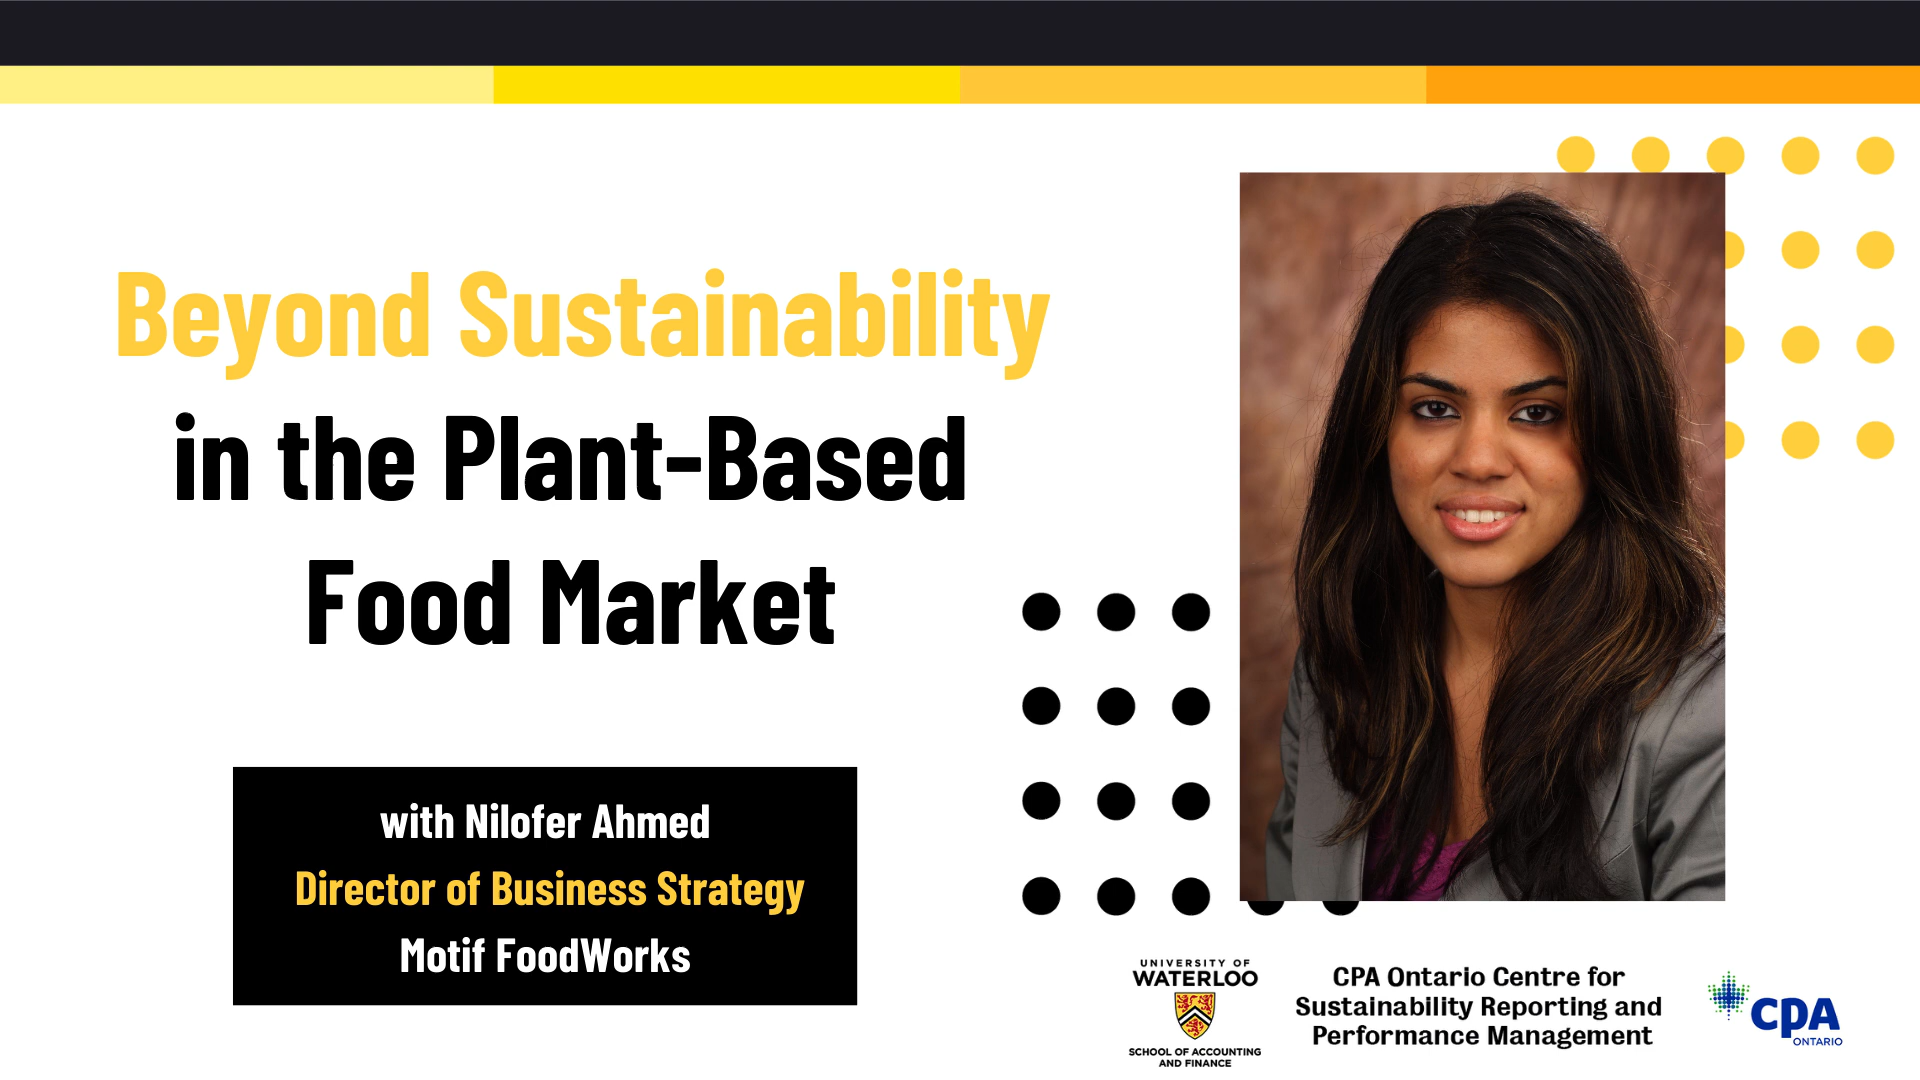 Beyond Sustainability
in the Plant-Based
Food Market
with Nilofer Ahmed
Director of Business Strategy
Motif FoodWorks
UNIVERSITY OF
WATERLOO
SCHOOL OF ACCOUNTING
AND FINANCE
CPA Ontario Centre for
Sustainability Reporting and
Performance Management
CPA
ONTARIO